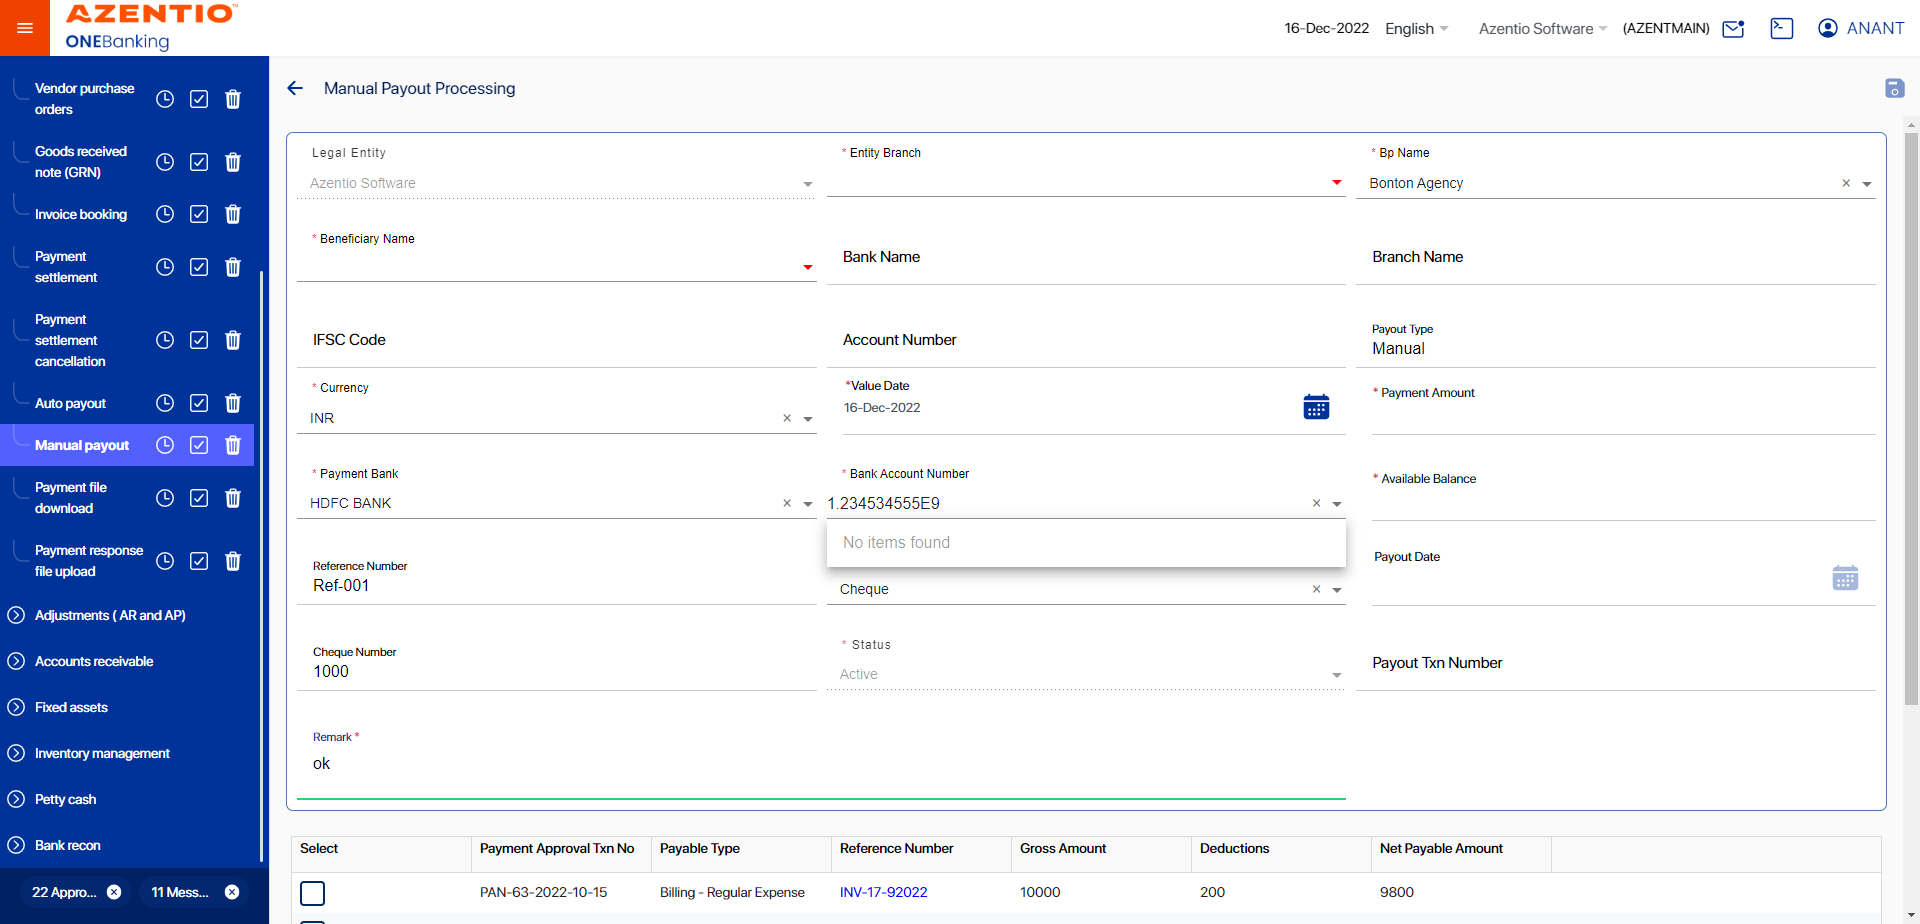 AZENTIO™
ONEBanking
16-Dec-2022 English Azentio Software (AZENTMAIN) ANANT
Vendor purchase
orders
Goods received
note (GRN)
Invoice booking
Payment
settlement
Payment
settlement
cancellation
Auto payout
Manual payout
Payment file
download
Payment response
file upload
Adjustments ( AR and AP)
Accounts receivable
Fixed assets
Inventory management
Petty cash
Bank recon
22 Appro... 11 Mess...
Manual Payout Processing
Legal Entity * Entity Branch * Bp Name
Azentio Software Bonton Agency
* Beneficiary Name
Bank Name Branch Name
IFSC Code Account Number
Payout Type
Manual
* Currency *Value Date * Payment Amount
INR 16-Dec-2022
* Payment Bank * Bank Account Number * Available Balance
HDFC BANK 1.234534555E9
No items found
Reference Number Payout Date
Ref-001 Cheque
Cheque Number * Status
1000 Active Payout Txn Number
Remark *
ok
Select Payment Approval Txn No Payable Type Reference Number Gross Amount Deductions Net Payable Amount
PAN-63-2022-10-15 Billing - Regular Expense INV-17-92022 10000 200 9800